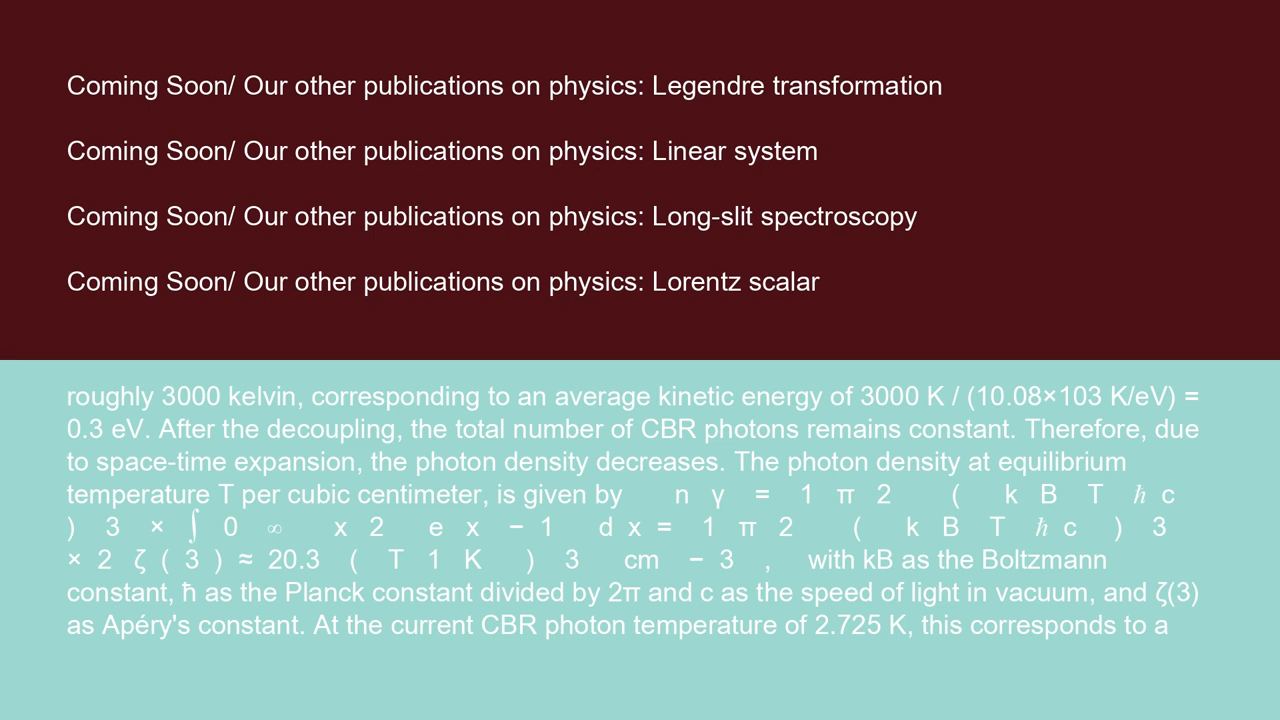 Coming Soon/ Our other publications on physics: Legendre transformation
Coming Soon/ Our other publications on physics: Linear system
Coming Soon/ Our other publications on physics: Long-slit spectroscopy
Coming Soon/ Our other publications on physics: Lorentz scalar
roughly 3000 kelvin, corresponding to an average kinetic energy of 3000 K / (10.08×103 K/eV) =
0.3 eV. After the decoupling, the total number of CBR photons remains constant. Therefore, due
to space-time expansion, the photon density decreases. The photon density at equilibrium
temperature T per cubic centimeter, is given by n γ = 1 π 2 ( k B T ℏ c
) 3 × ∫ 0 ∞ x 2 e x − 1 d x = 1 π 2 ( k B T ℏ c ) 3
× 2 ζ ( 3 ) ≈ 20.3 ( T 1 K ) 3 cm − 3 , with kB as the Boltzmann
constant, ħ as the Planck constant divided by 2π and c as the speed of light in vacuum, and ζ(3)
as Apéry's constant. At the current CBR photon temperature of 2.725 K, this corresponds to a